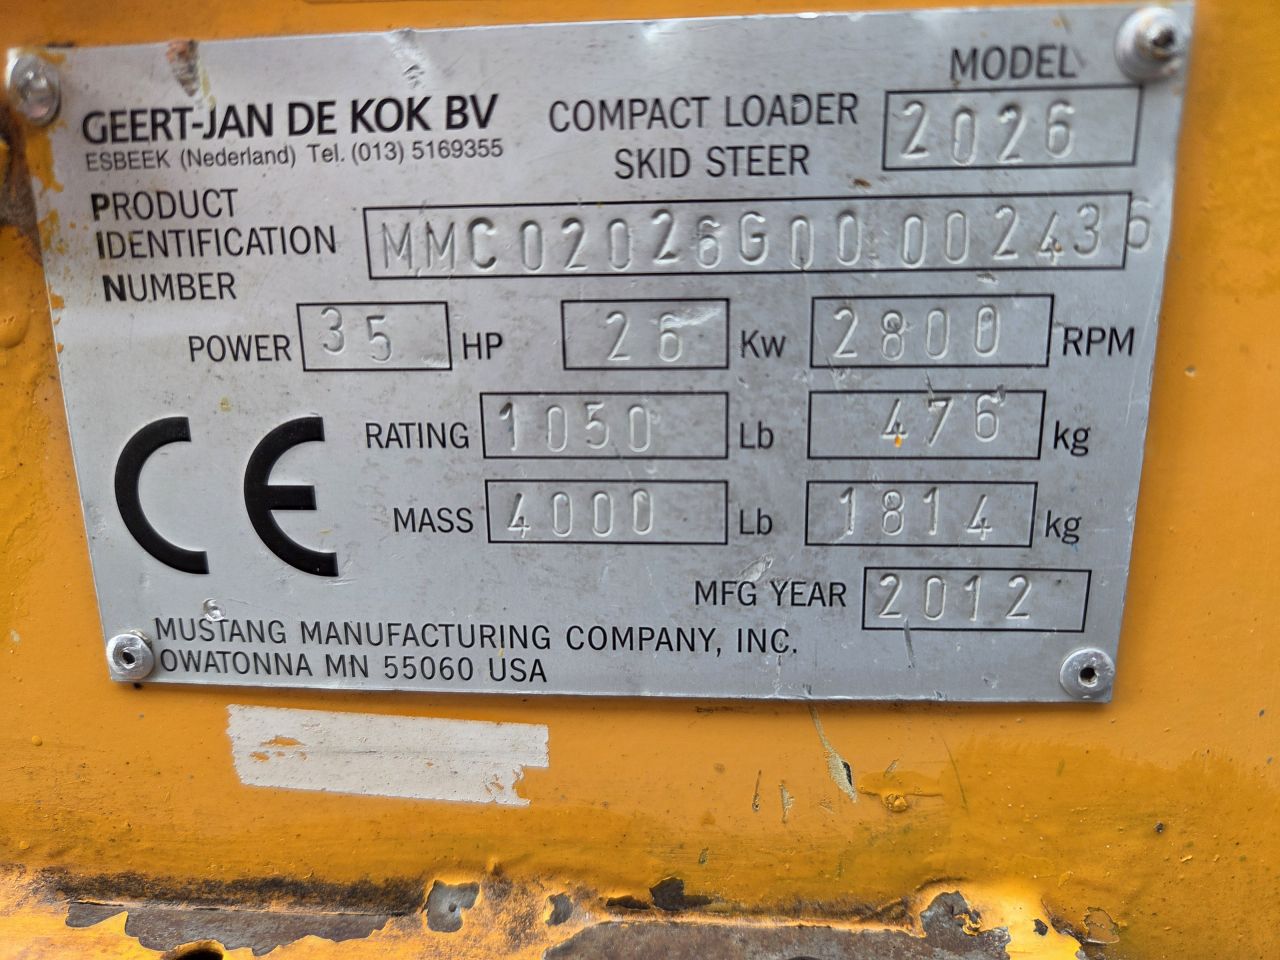 MODEL
GEERT-JAN DE KOK BV COMPACT LOADER 2026
ESBEEK (Nederland) Tel. (013) 5169355 SKID STEER
PRODUCT
IDENTIFICATION MMC02026G00.002436
NUMBER
POWER 35 HP 26 Kw 2800 RPM
CE RATING 1050 Lb 476 kg
MASS 4000 Lb 1814 kg
MFG YEAR 2012
MUSTANG MANUFACTURING COMPANY, INC.
OWATONNA MN 55060 USA